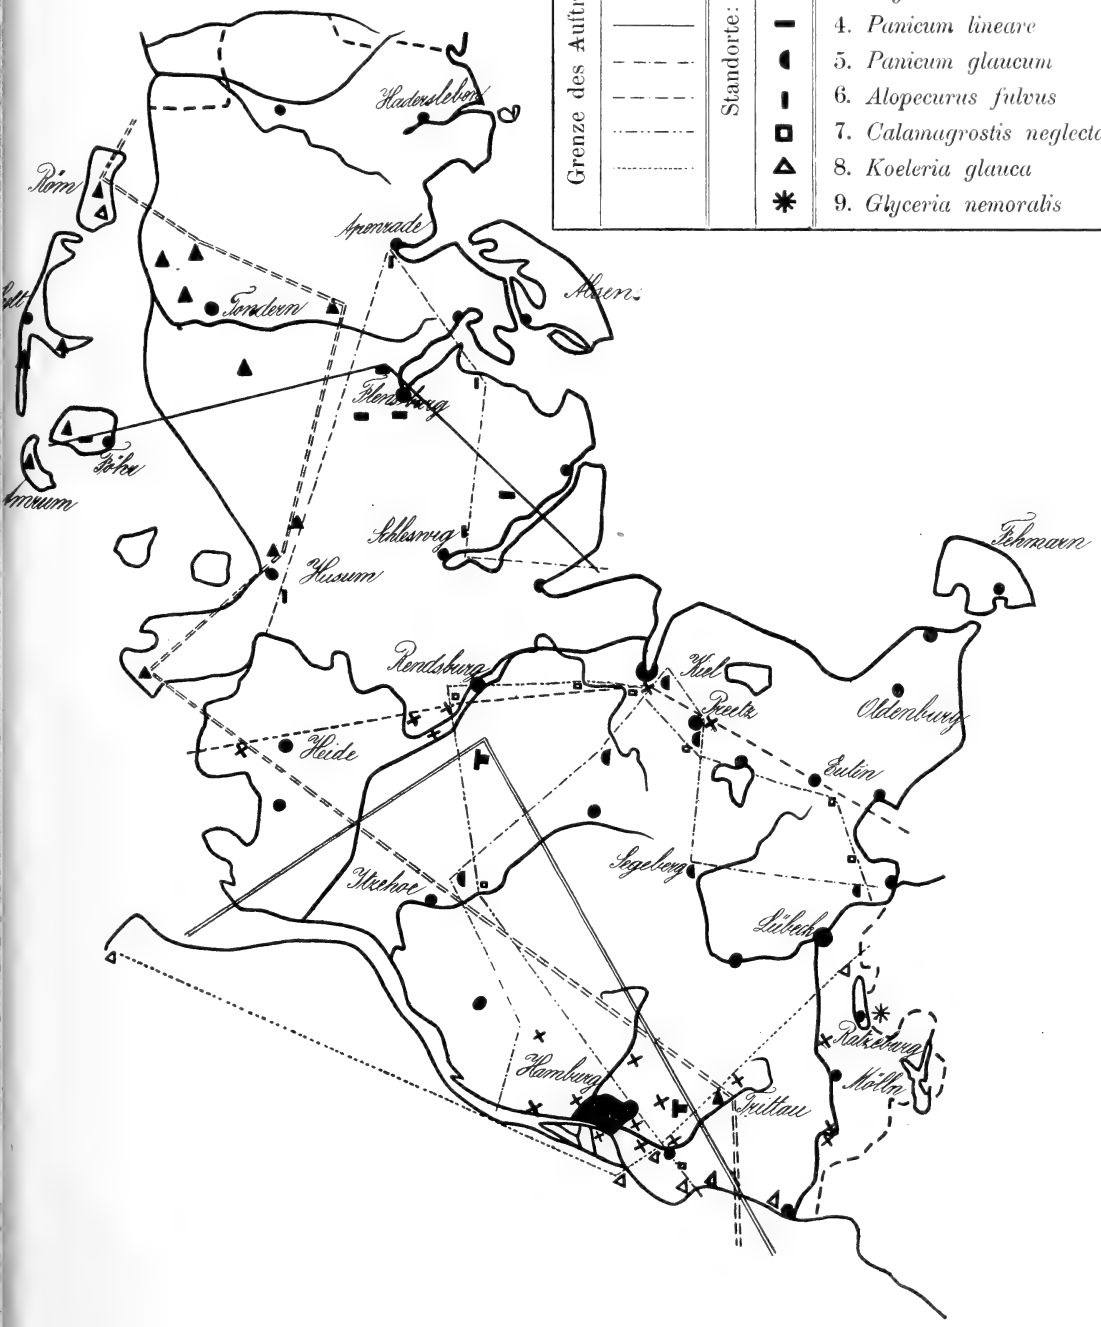 Grenze des Auftr
Standorte:
4. Panicum lineare
5. Panicum glaucum
6. Alopecurus fulvus
7. Calamagrostis neglecta
8. Koeleria glauca
9. Glyceria nemoralis
Hadersleben
Röm
Apenrade
Alsen
Tondern
Flensburg
Föhr
Amrum
Schleswig
Husum
Fehmarn
Rendsburg
Kiel
Preetz
Oldenburg
Heide
Eutin
Segeberg
Itzehoe
Lübeck
Ratzeburg
Hamburg
Mölln
Trittau